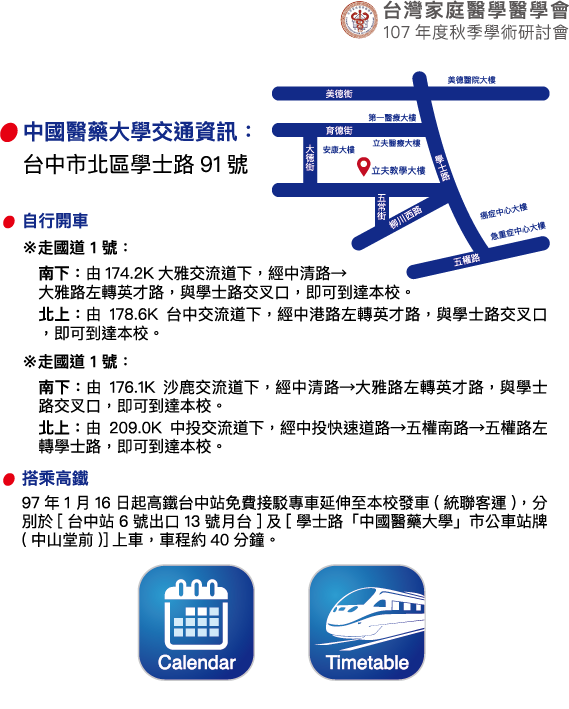 台灣家庭醫學醫學會
107 年度秋季學術研討會
美德醫院大樓
美德街
第一醫療大樓
育德街
立夫醫療大樓
大德街
安康大樓
學士路
立夫教學大樓
五常街
柳川西路
癌症中心大樓
急重症中心大樓
五權路
中國醫藥大學交通資訊：
台中市北區學士路 91 號
自行開車
※走國道 1 號：
南下：由 174.2K 大雅交流道下，經中清路→
大雅路左轉英才路，與學士路交叉口，即可到達本校。
北上：由 178.6K 台中交流道下，經中港路左轉英才路，與學士路交叉口
，即可到達本校。
※走國道 1 號：
南下：由 176.1K 沙鹿交流道下，經中清路→大雅路左轉英才路，與學士
路交叉口，即可到達本校。
北上：由 209.0K 中投交流道下，經中投快速道路→五權南路→五權路左
轉學士路，即可到達本校。
搭乘高鐵
97 年 1 月 16 日起高鐵台中站免費接駁專車延伸至本校發車 ( 統聯客運 )，分
別於 [ 台中站 6 號出口 13 號月台 ] 及 [ 學士路「中國醫藥大學」市公車站牌
( 中山堂前 )] 上車，車程約 40 分鐘。
Calendar
Timetable